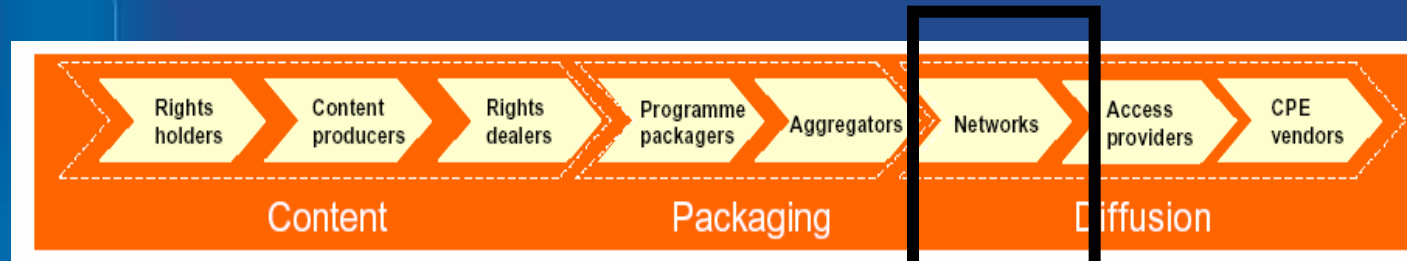 Rights
holders
Content
producers
Rights
dealers
Programme
packagers
Aggregators
Networks
Access
providers
CPE
vendors
Content
Packaging
Diffusion